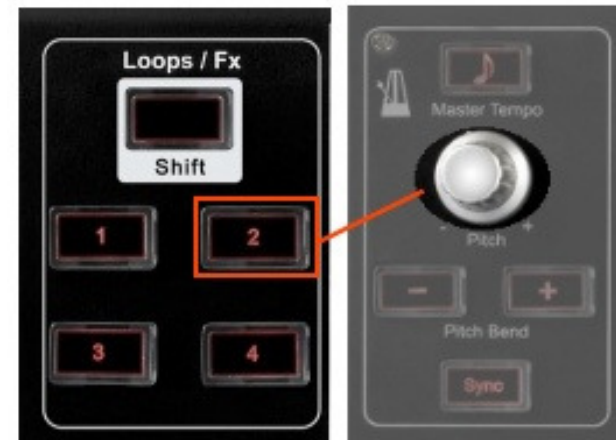 Loops / Fx
Shift
1 2
3 4
Master Tempo
- Pitch +
− +
Pitch Bend
Sync